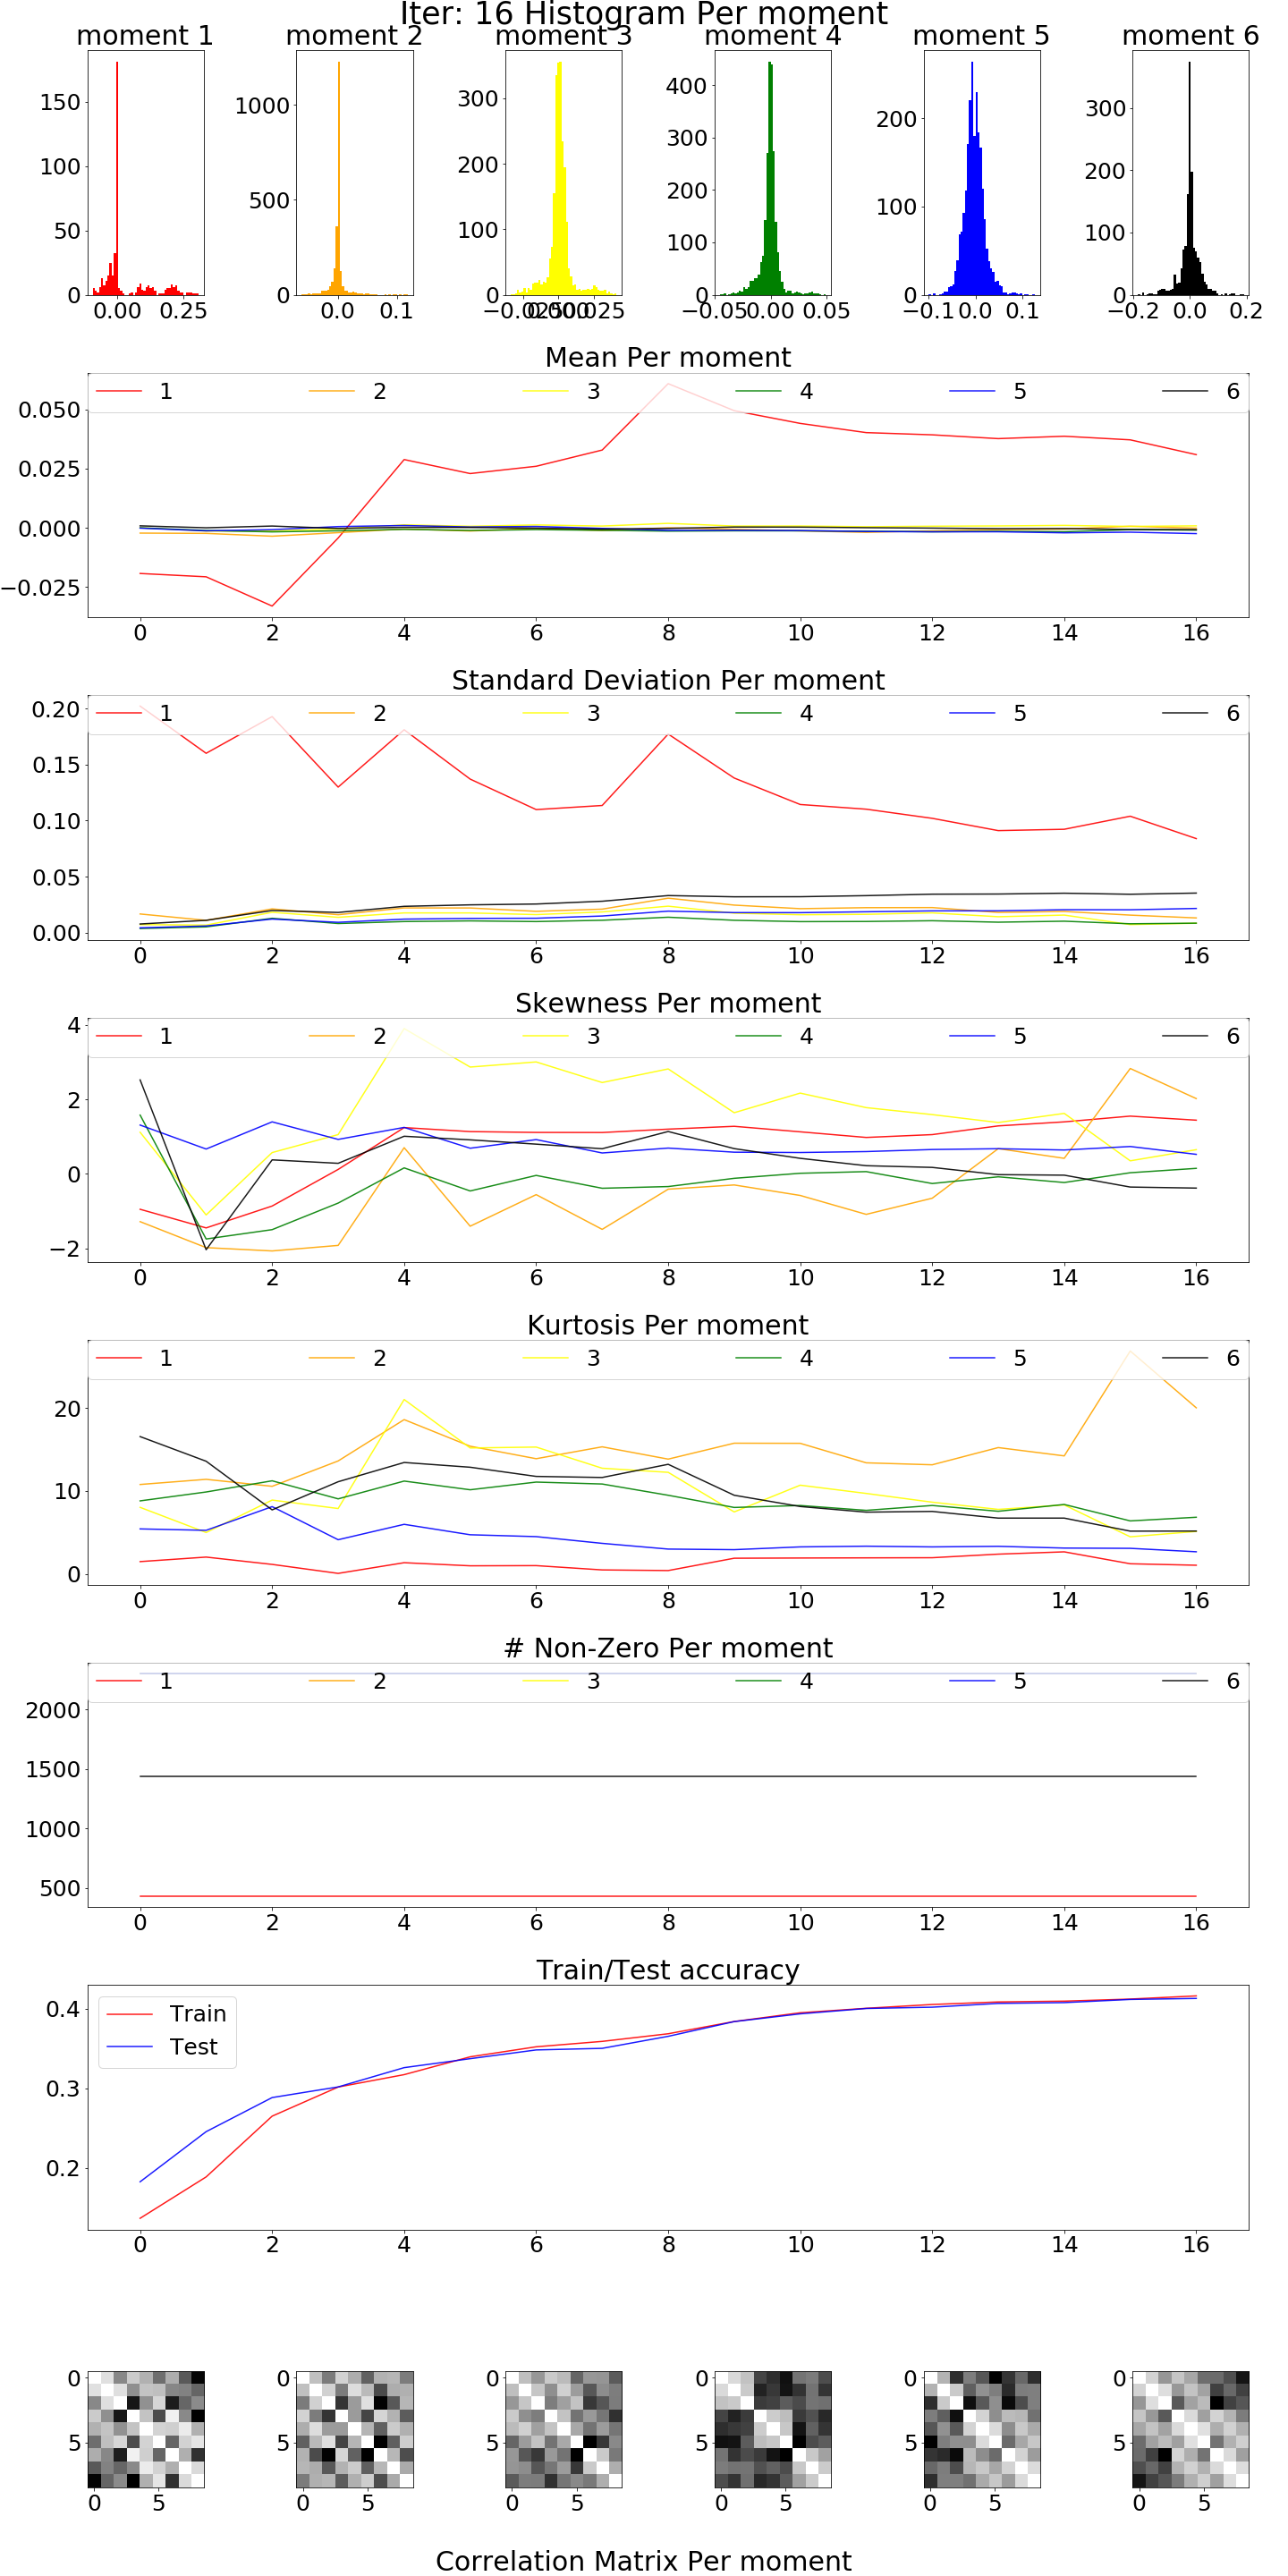 Iter: 16 Histogram Per moment
moment 1 moment 2 moment 3 moment 4 moment 5 moment 6
150 100 50 0
0.00 0.25
1000 500 0
0.0 0.1
300 200 100 0
0.025
400 300 200 100 0
−0.05 0.00 0.05
200 100 0
−0.1 0.0 0.1
300 200 100 0
−0.2 0.0 0.2
Mean Per moment
1 2 3 4 5 6
0.050
0.025
0.000
−0.025
0 2 4 6 8 10 12 14 16
Standard Deviation Per moment
1 2 3 4 5 6
0.20
0.15
0.10
0.05
0.00
0 2 4 6 8 10 12 14 16
Skewness Per moment
1 2 3 4 5 6
4
2
0
−2
0 2 4 6 8 10 12 14 16
Kurtosis Per moment
1 2 3 4 5 6
20
10
0
0 2 4 6 8 10 12 14 16
# Non-Zero Per moment
1 2 3 4 5 6
2000
1500
1000
500
0 2 4 6 8 10 12 14 16
Train/Test accuracy
Train
Test
0.4
0.3
0.2
0 2 4 6 8 10 12 14 16
0 0 0 0 0 0
5 5 5 5 5 5
0 5 0 5 0 5 0 5 0 5 0 5
Correlation Matrix Per moment